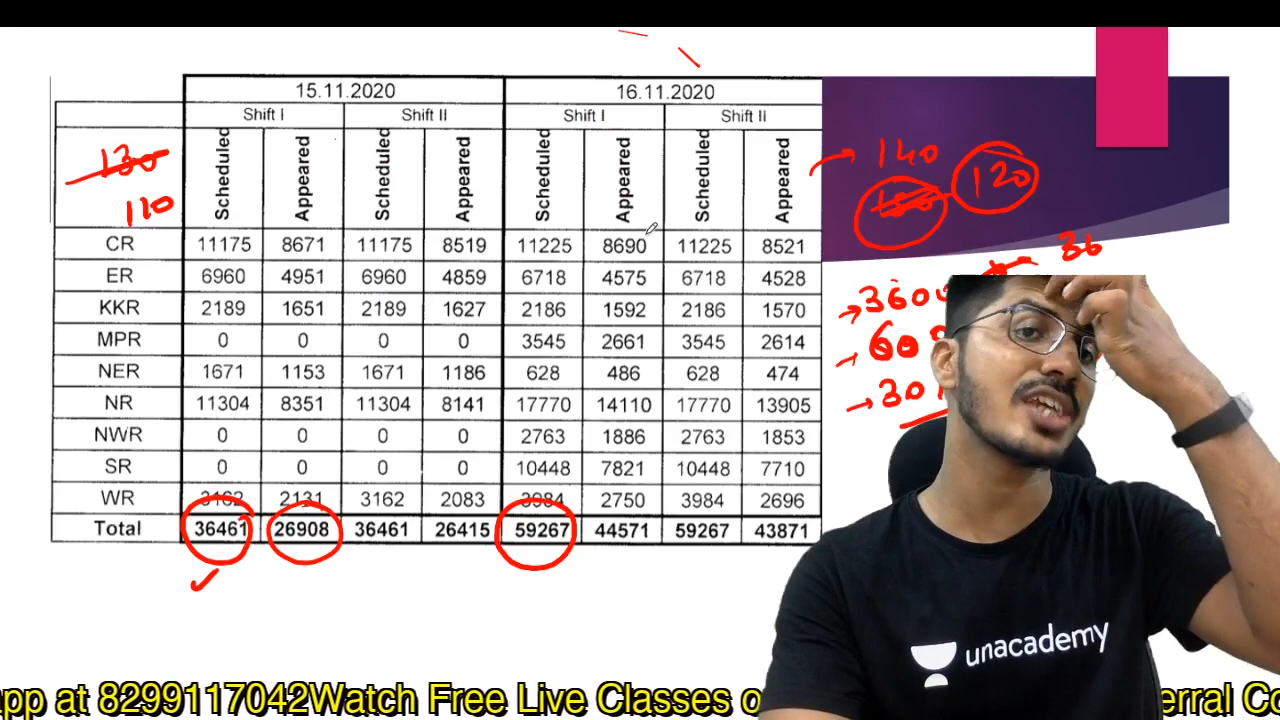 15.11.2020 16.11.2020
Shift I Shift II Shift I Shift II
Scheduled Appeared Scheduled Appeared Scheduled Appeared Scheduled Appeared
130
110
140
120
CR 11175 8671 11175 8519 11225 8690 11225 8521
36
ER 6960 4951 6960 4859 6718 4575 6718 4528
KKR 2189 1651 2189 1627 2186 1592 2186 1570
MPR 0 0 0 0 3545 2661 3545 2614
NER 1671 1153 1671 1186 628 486 628 474
NR 11304 8351 11304 8141 17770 14110 17770 13905
NWR 0 0 0 0 2763 1886 2763 1853
SR 0 0 0 0 10448 7821 10448 7710
WR 3162 2131 3162 2083 3984 2750 3984 2696
Total 36461 26908 36461 26415 59267 44571 59267 43871
unacademy
app at 8299117042Watch Free Live Classes